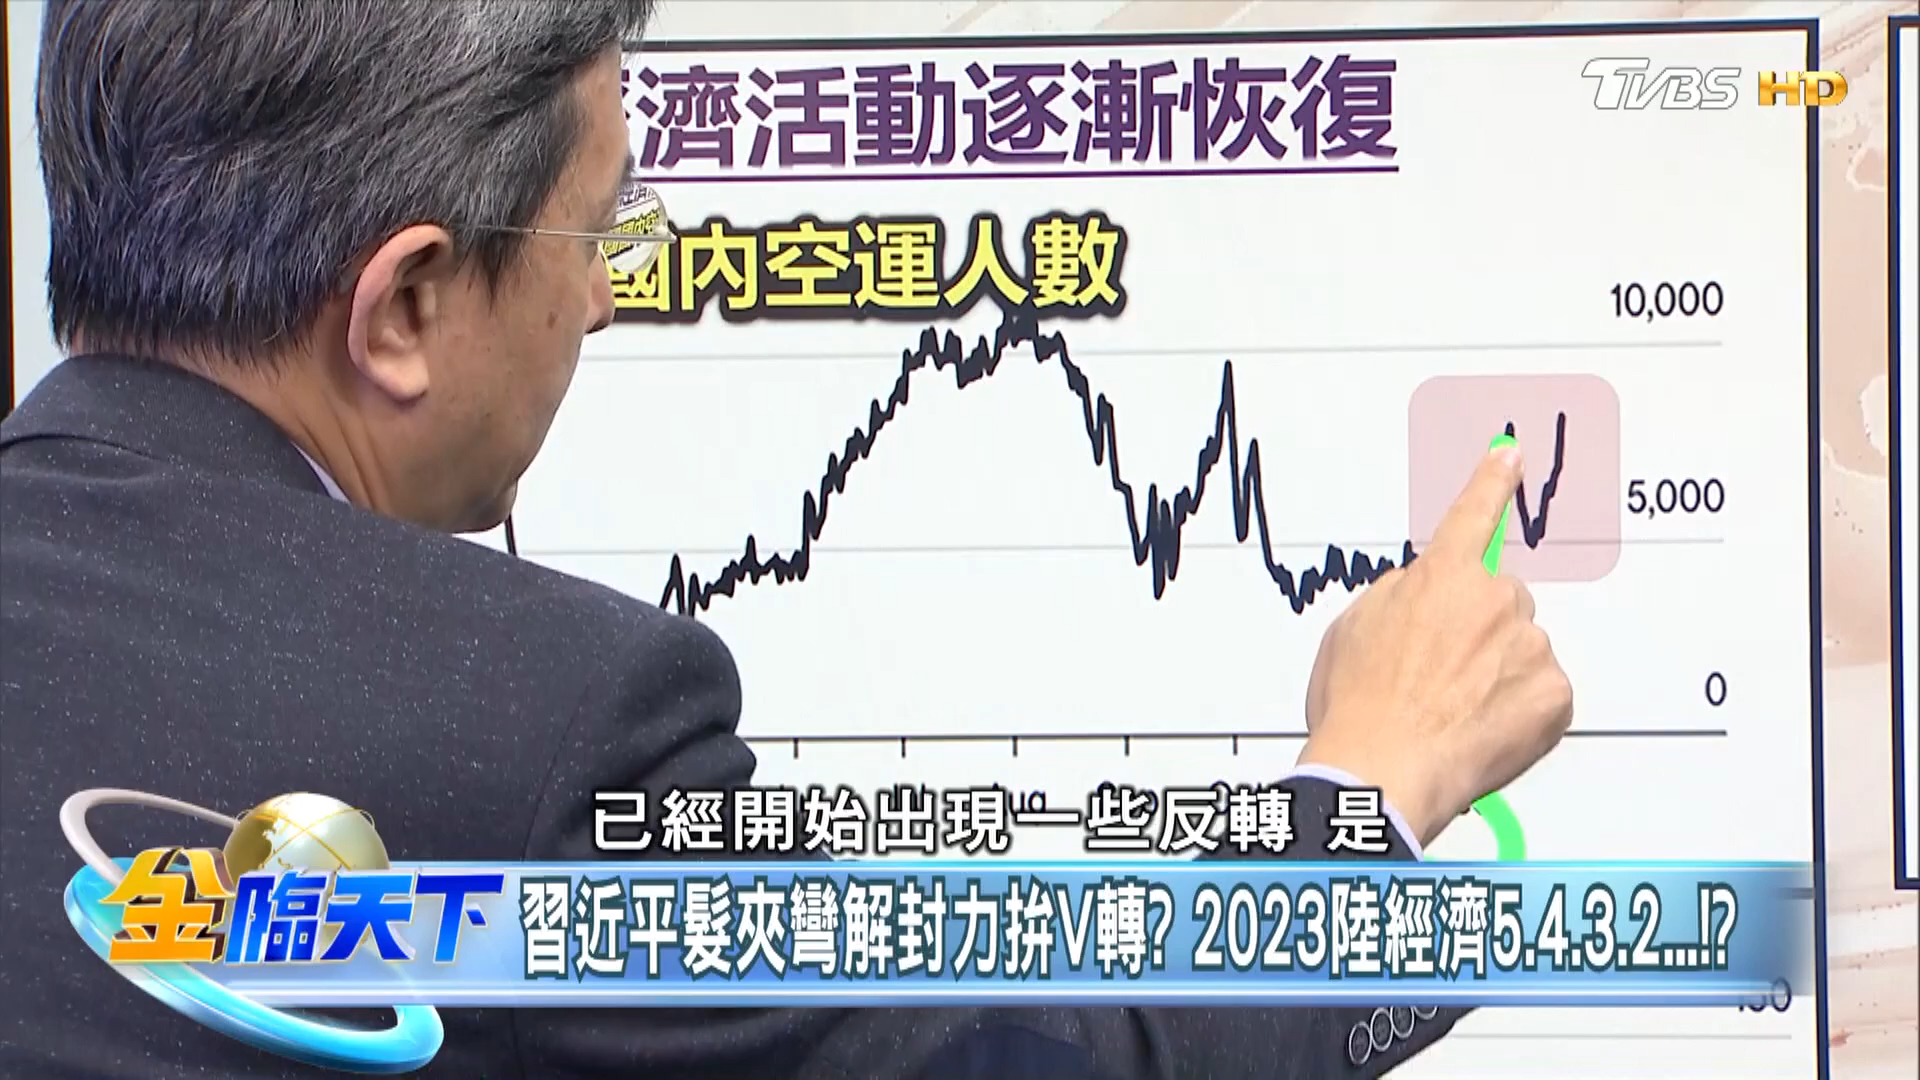 TVBS HD
濟活動逐漸恢復
國內空運人數
10,000
5,000
0
已經開始出現一些反轉 是
金臨天下
習近平髮夾彎解封力拚V轉? 2023陸經濟5.4.3.2...!?